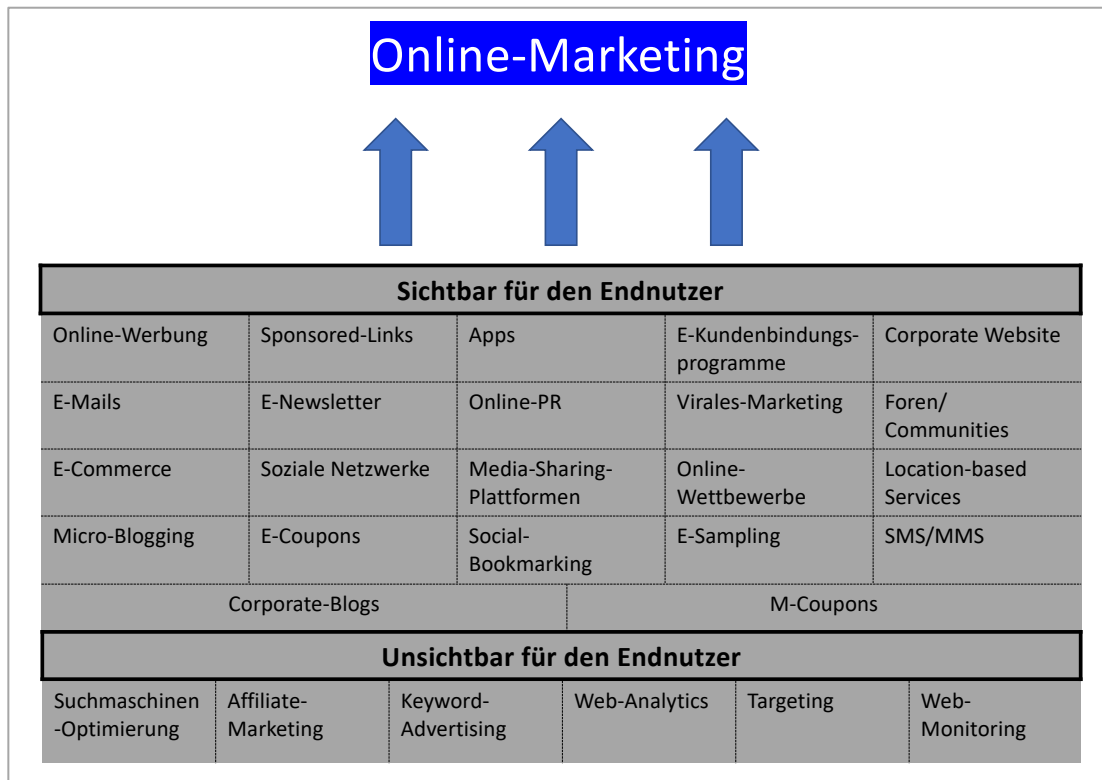 Online-Marketing
Sichtbar für den Endnutzer
Online-Werbung
Sponsored-Links
Apps
E-Kundenbindungs-
programme
Corporate Website
E-Mails
E-Newsletter
Online-PR
Virales-Marketing
Foren/
Communities
E-Commerce
Soziale Netzwerke
Media-Sharing-
Plattformen
Online-
Wettbewerbe
Location-based
Services
Micro-Blogging
E-Coupons
Social-
Bookmarking
E-Sampling
SMS/MMS
Corporate-Blogs
M-Coupons
Unsichtbar für den Endnutzer
Suchmaschinen
-Optimierung
Affiliate-
Marketing
Keyword-
Advertising
Web-Analytics
Targeting
Web-
Monitoring